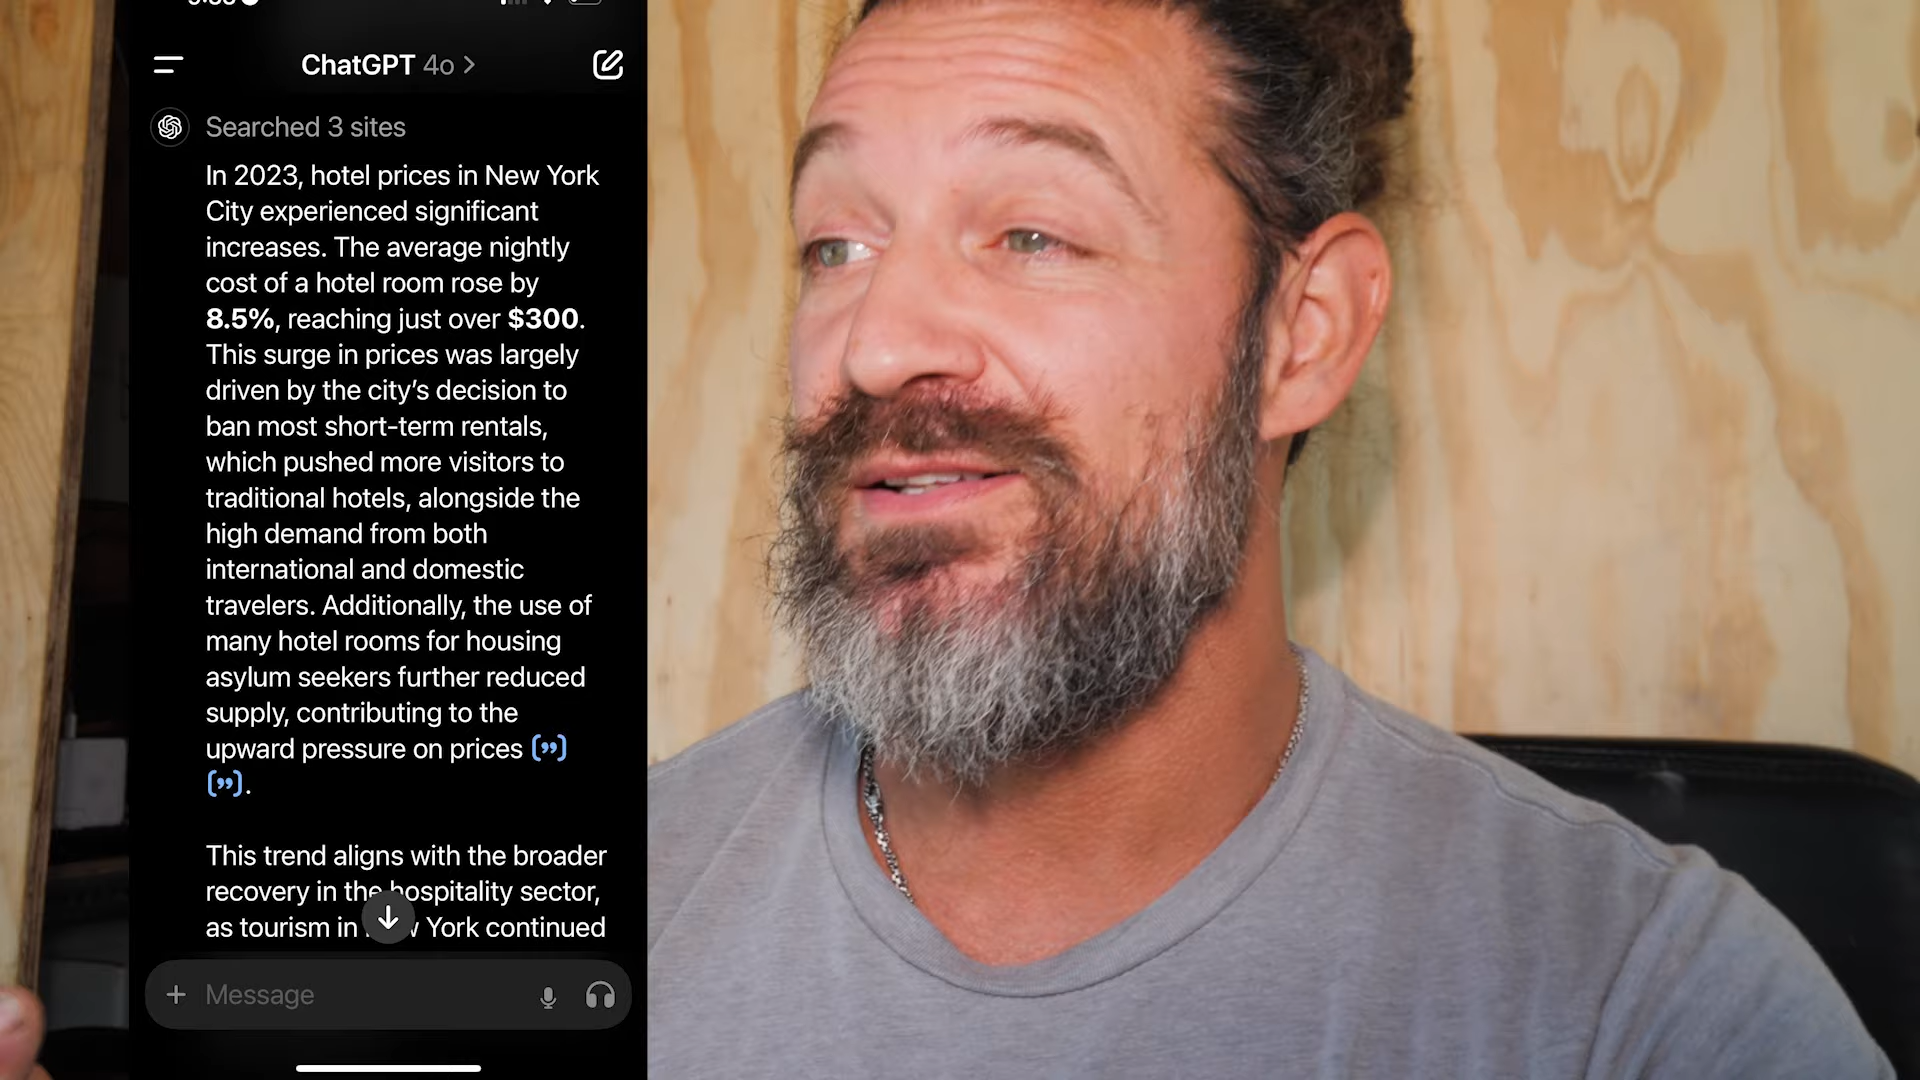 ChatGPT 4o >
Searched 3 sites
In 2023, hotel prices in New York
City experienced significant
increases. The average nightly
cost of a hotel room rose by
8.5%, reaching just over $300.
This surge in prices was largely
driven by the city’s decision to
ban most short-term rentals,
which pushed more visitors to
traditional hotels, alongside the
high demand from both
international and domestic
travelers. Additionally, the use of
many hotel rooms for housing
asylum seekers further reduced
supply, contributing to the
upward pressure on prices
.
This trend aligns with the broader
recovery in the hospitality sector,
as tourism in York continued
Message